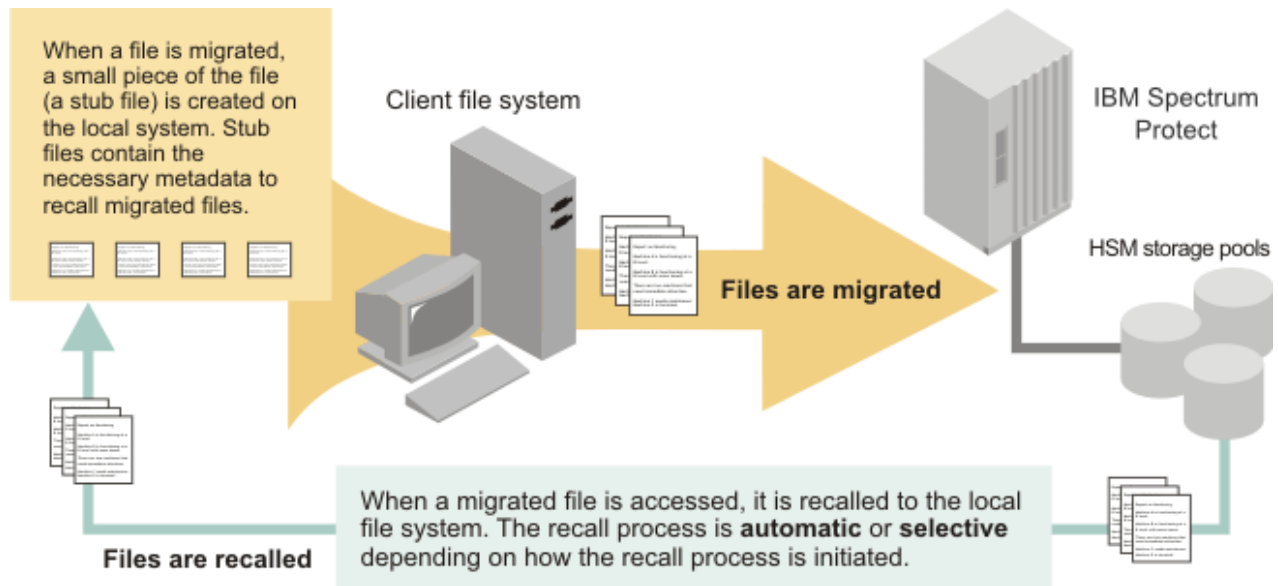 When a file is migrated,
a small piece of the file
(a stub file) is created on
the local system. Stub
files contain the
necessary metadata to
recall migrated files.
Client file system
IBM Spectrum
Protect
HSM storage pools
Files are migrated
When a migrated file is accessed, it is recalled to the local
file system. The recall process is automatic or selective
depending on how the recall process is initiated.
Files are recalled